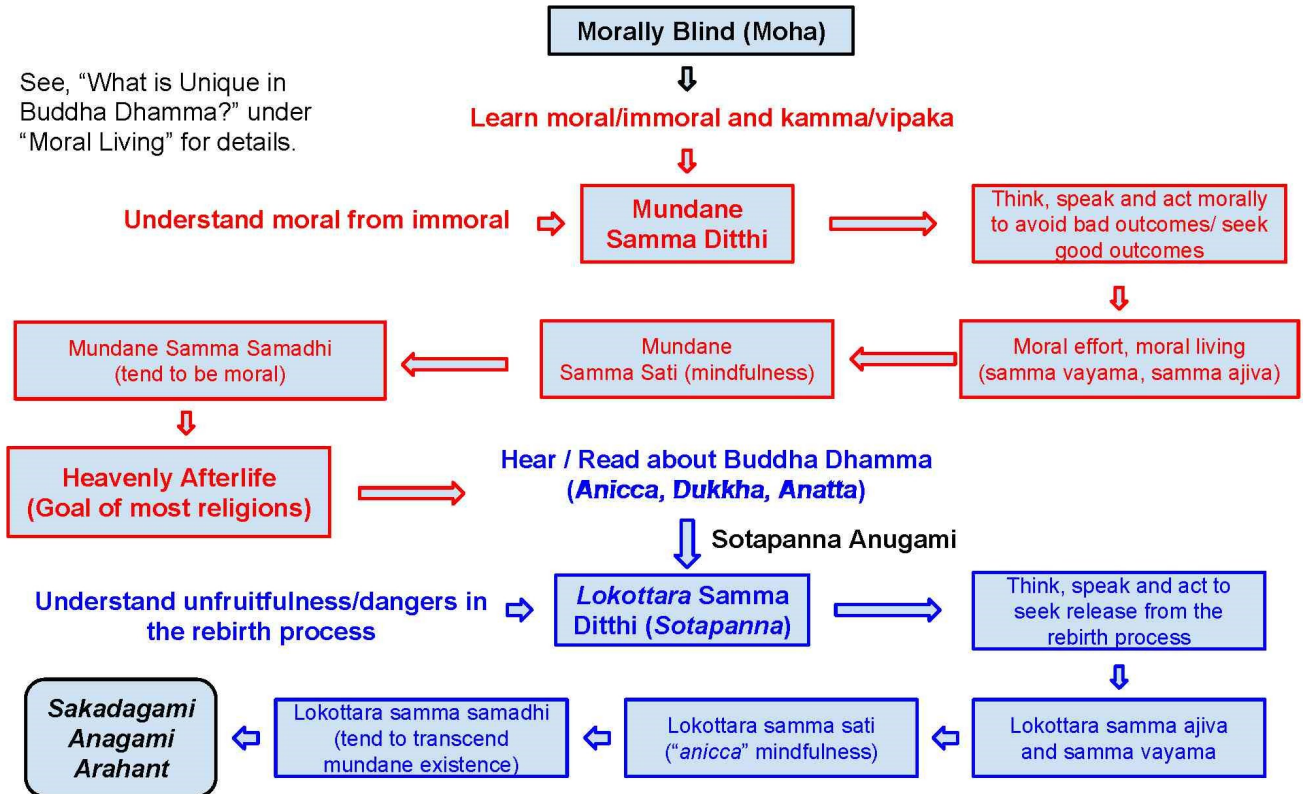 Morally Blind (Moha)
See, “What is Unique in
Buddha Dhamma?” under
“Moral Living” for details.
Learn moral/immoral and kamma/vipaka
Understand moral from immoral
Mundane
Samma Ditthi
Think, speak and act morally
to avoid bad outcomes/ seek
good outcomes
Moral effort, moral living
(samma vayama, samma ajiva)
Mundane
Samma Sati (mindfulness)
Mundane Samma Samadhi
(tend to be moral)
Heavenly Afterlife
(Goal of most religions)
Hear / Read about Buddha Dhamma
(Anicca, Dukkha, Anatta)
Sotapanna Anugami
Understand unfruitfulness/dangers in
the rebirth process
Lokottara Samma
Ditthi (Sotapanna)
Think, speak and act to
seek release from the
rebirth process
Lokottara samma ajiva
and samma vayama
Lokottara samma sati
(“anicca” mindfulness)
Lokottara samma samadhi
(tend to transcend
mundane existence)
Sakadagami
Anagami
Arahant